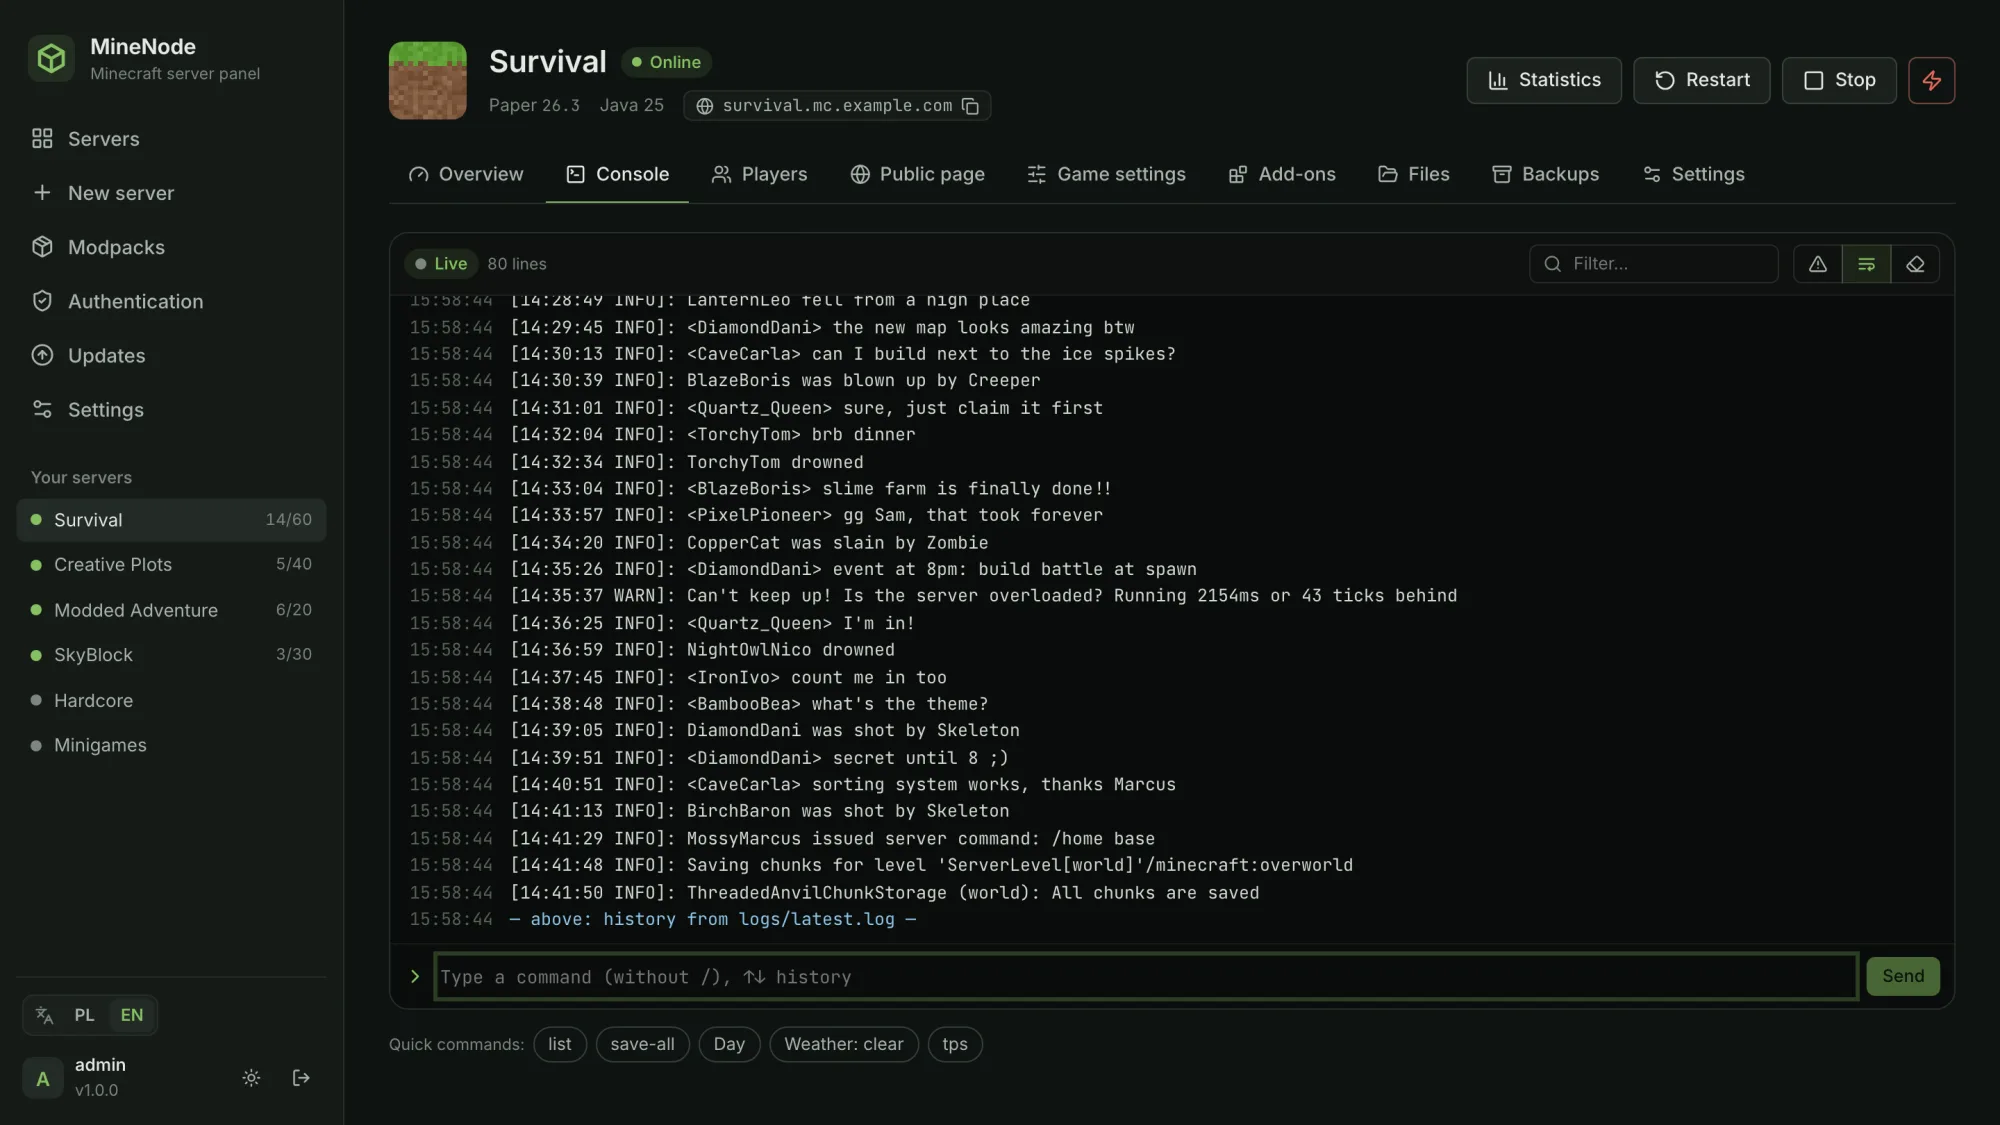 MineNode
Minecraft server panel
Servers
New server
Modpacks
Authentication
Updates
Settings
Your servers
Survival 14/60
Creative Plots 5/40
Modded Adventure 6/20
SkyBlock 3/30
Hardcore
Minigames
PL EN
A admin
v1.0.0
Survival Online
Paper 26.3 Java 25 survival.mc.example.com
Statistics Restart Stop
Overview Console Players Public page Game settings Add-ons Files Backups Settings
Live 80 lines Filter...
15:58:44 [14:28:49 INFO]: LanternLeo fell from a high place
15:58:44 [14:29:45 INFO]: <DiamondDani> the new map looks amazing btw
15:58:44 [14:30:13 INFO]: <CaveCarla> can I build next to the ice spikes?
15:58:44 [14:30:39 INFO]: BlazeBoris was blown up by Creeper
15:58:44 [14:31:01 INFO]: <Quartz_Queen> sure, just claim it first
15:58:44 [14:32:04 INFO]: <TorchyTom> brb dinner
15:58:44 [14:32:34 INFO]: TorchyTom drowned
15:58:44 [14:33:04 INFO]: <BlazeBoris> slime farm is finally done!!
15:58:44 [14:33:57 INFO]: <PixelPioneer> gg Sam, that took forever
15:58:44 [14:34:20 INFO]: CopperCat was slain by Zombie
15:58:44 [14:35:26 INFO]: <DiamondDani> event at 8pm: build battle at spawn
15:58:44 [14:35:37 WARN]: Can't keep up! Is the server overloaded? Running 2154ms or 43 ticks behind
15:58:44 [14:36:25 INFO]: <Quartz_Queen> I'm in!
15:58:44 [14:36:59 INFO]: NightOwlNico drowned
15:58:44 [14:37:45 INFO]: <IronIvo> count me in too
15:58:44 [14:38:48 INFO]: <BambooBea> what's the theme?
15:58:44 [14:39:05 INFO]: DiamondDani was shot by Skeleton
15:58:44 [14:39:51 INFO]: <DiamondDani> secret until 8 ;)
15:58:44 [14:40:51 INFO]: <CaveCarla> sorting system works, thanks Marcus
15:58:44 [14:41:13 INFO]: BirchBaron was shot by Skeleton
15:58:44 [14:41:29 INFO]: MossyMarcus issued server command: /home base
15:58:44 [14:41:48 INFO]: Saving chunks for level 'ServerLevel[world]'/minecraft:overworld
15:58:44 [14:41:50 INFO]: ThreadedAnvilChunkStorage (world): All chunks are saved
15:58:44 — above: history from logs/latest.log —
Type a command (without /), ↑↓ history Send
Quick commands: list save-all Day Weather: clear tps